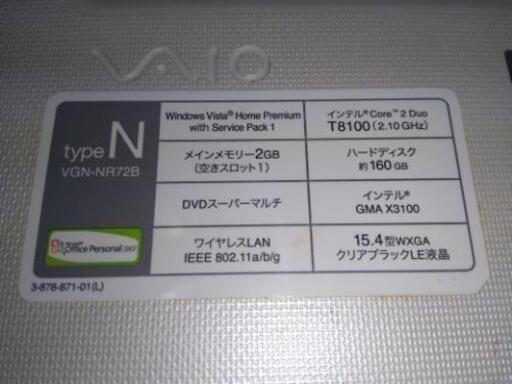 VAIO
type N
VGN-NR72B
Windows Vista® Home Premium
with Service Pack 1
インテル® Core™ 2 Duo
T8100 (2.10 GHz)
メインメモリー2GB
(空きスロット1)
ハードディスク
約160GB
DVDスーパーマルチ
インテル®
GMA X3100
Office Personal 2007
ワイヤレスLAN
IEEE 802.11a/b/g
15.4型WXGA
クリアブラックLE液晶
3-878-871-01(L)